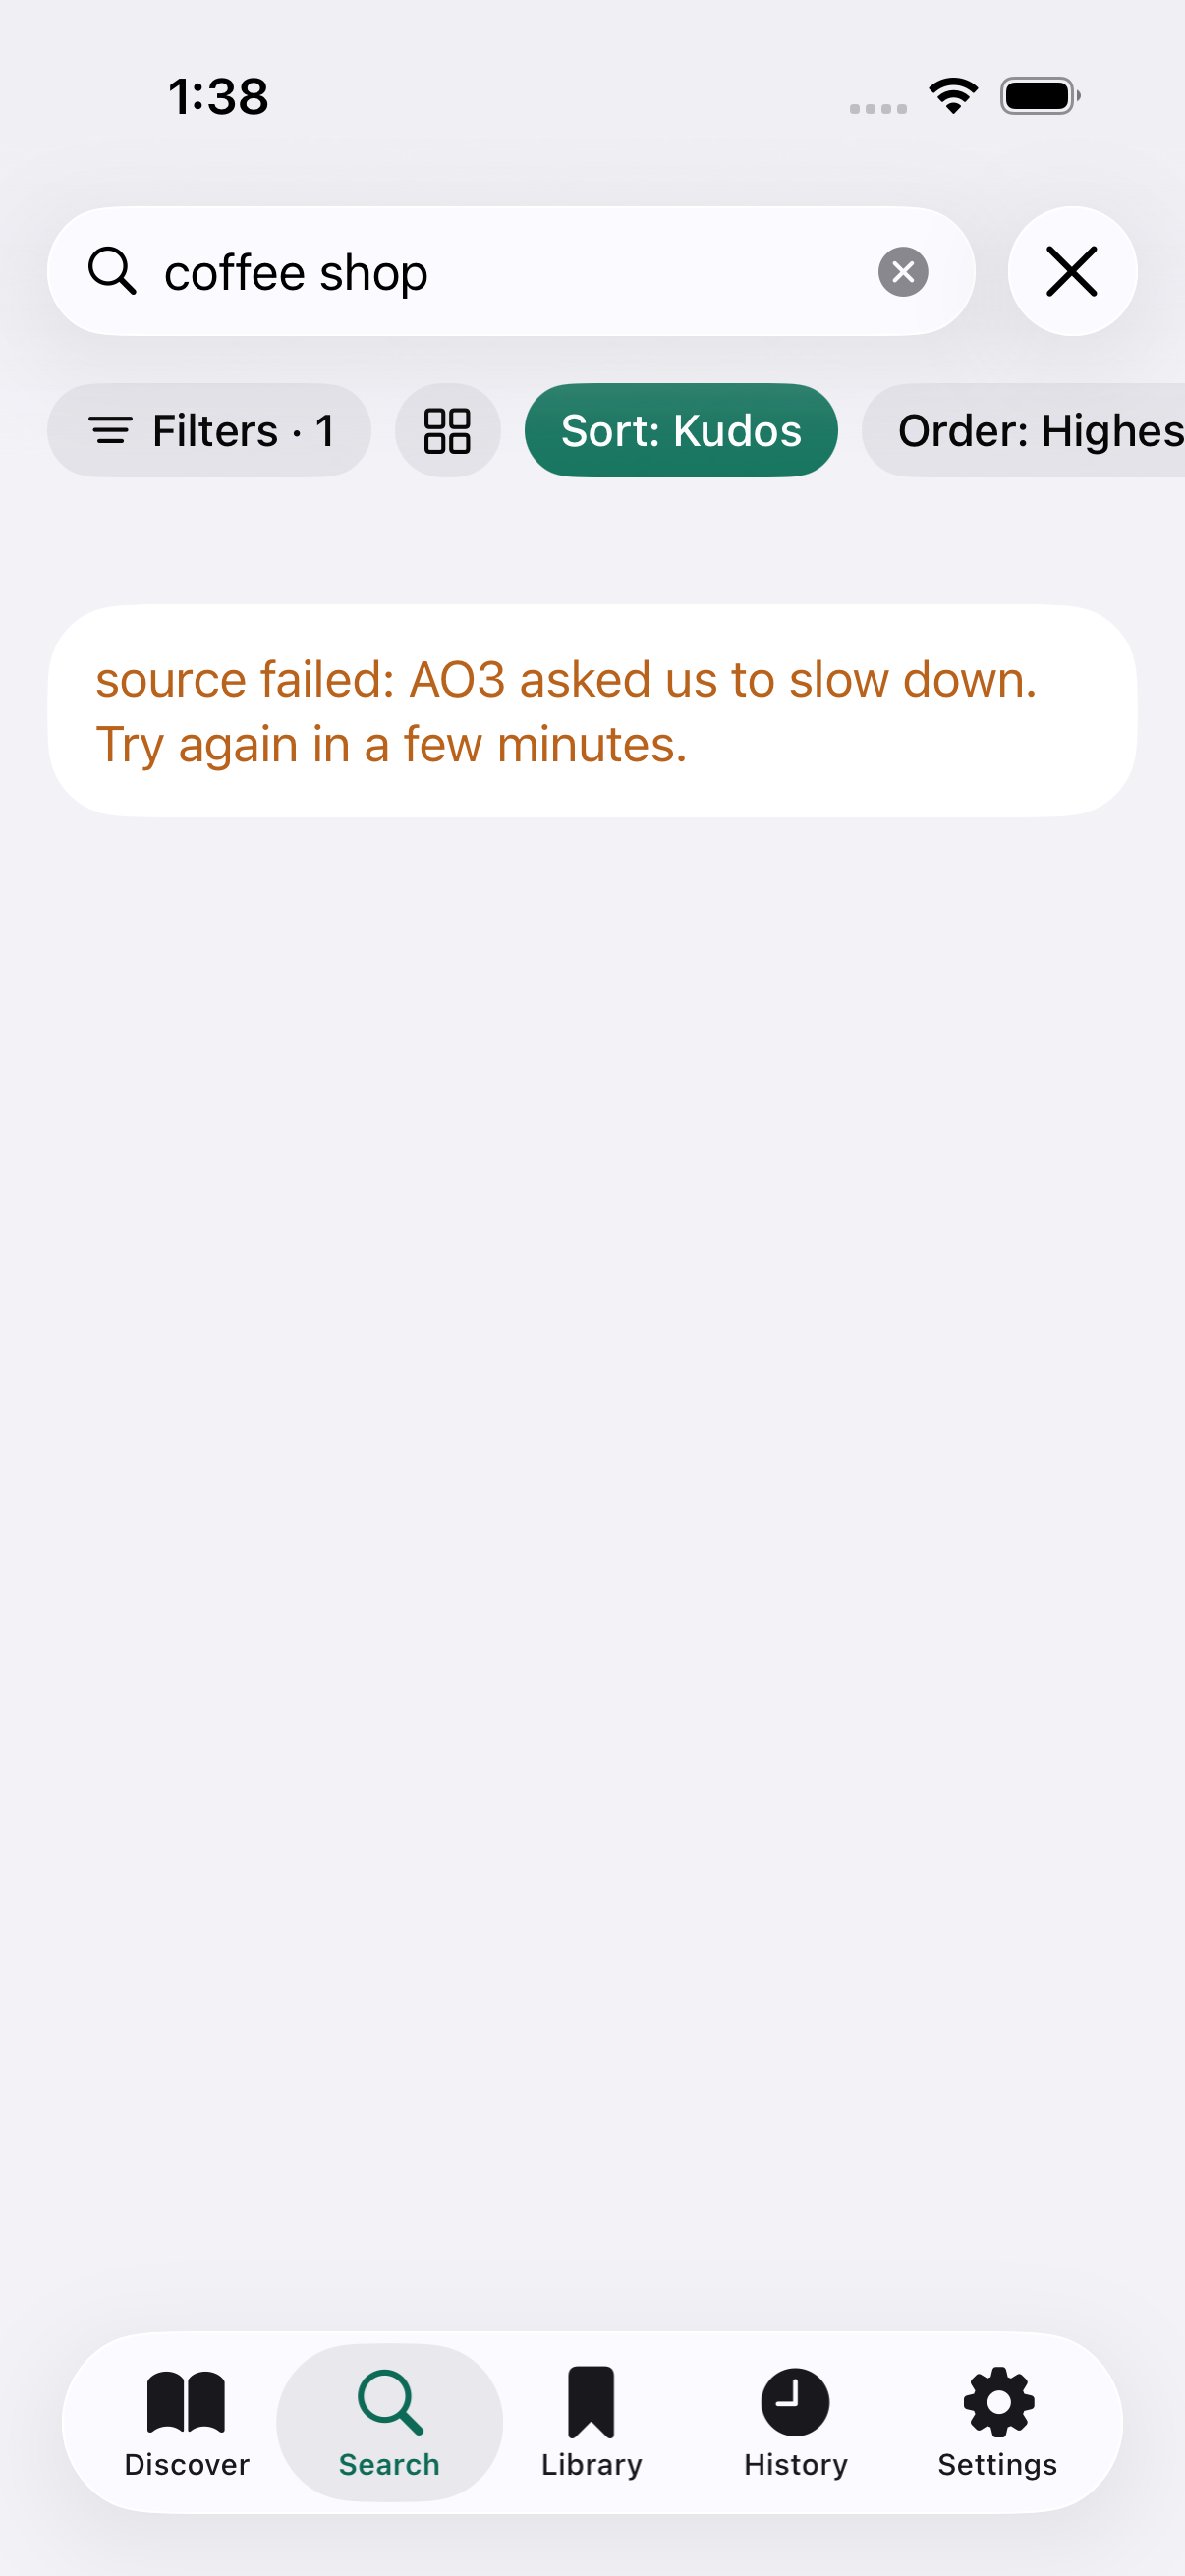 1:38
coffee shop
Filters · 1
Sort: Kudos
Order: Highes
source failed: AO3 asked us to slow down.
Try again in a few minutes.
Discover
Search
Library
History
Settings